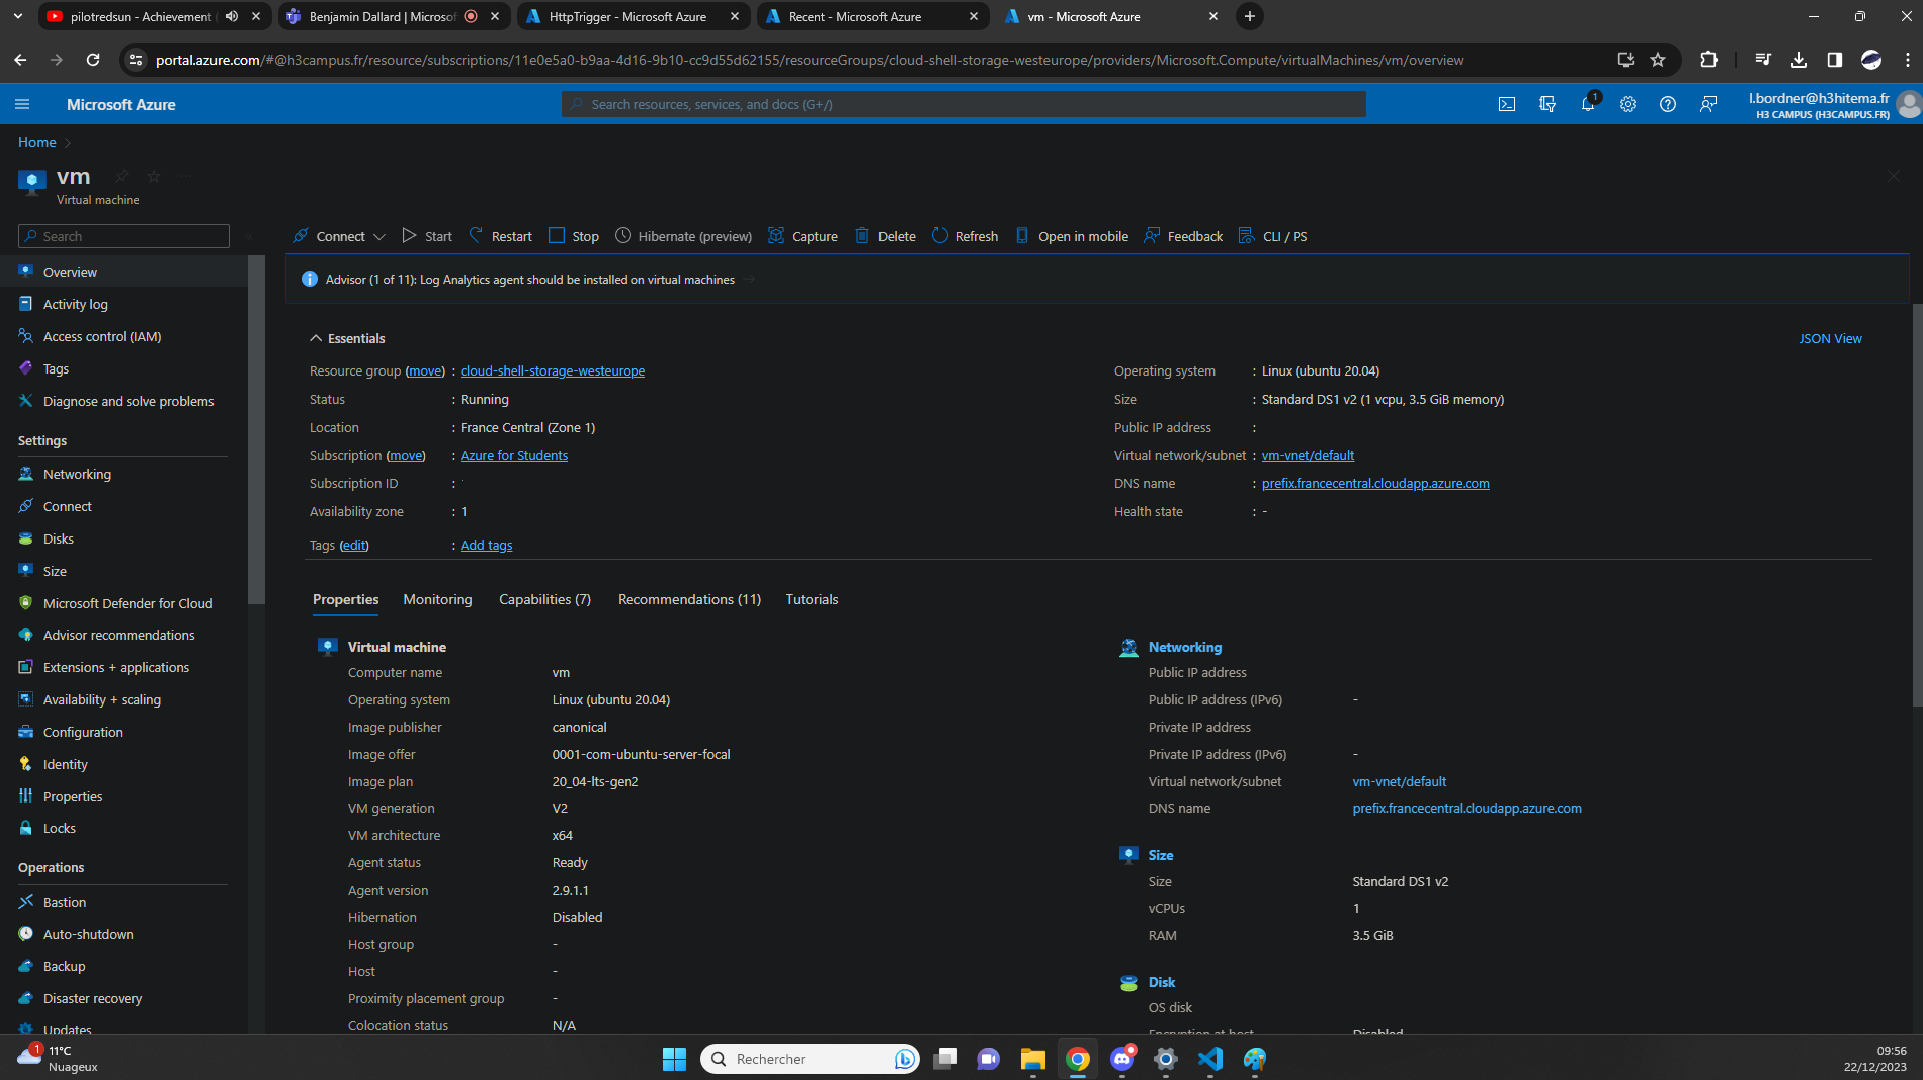 pilotredsun - Achievement
Benjamin Dallard | Microsof
HttpTrigger - Microsoft Azure
Recent - Microsoft Azure
vm - Microsoft Azure
portal.azure.com/#@h3campus.fr/resource/subscriptions/11e0e5a0-b9aa-4d16-9b10-cc9d55d62155/resourceGroups/cloud-shell-storage-westeurope/providers/Microsoft.Compute/virtualMachines/vm/overview
Microsoft Azure
Search resources, services, and docs (G+/)
1
l.bordner@h3hitema.fr
H3 CAMPUS (H3CAMPUS.FR)
Home
vm
Virtual machine
Search
Connect
Start
Restart
Stop
Hibernate (preview)
Capture
Delete
Refresh
Open in mobile
Feedback
CLI / PS
Overview
Activity log
Access control (IAM)
Tags
Diagnose and solve problems
Settings
Networking
Connect
Disks
Size
Microsoft Defender for Cloud
Advisor recommendations
Extensions + applications
Availability + scaling
Configuration
Identity
Properties
Locks
Operations
Bastion
Auto-shutdown
Backup
Disaster recovery
Updates
Advisor (1 of 11): Log Analytics agent should be installed on virtual machines
Essentials
JSON View
Resource group (move) : cloud-shell-storage-westeurope
Status : Running
Location : France Central (Zone 1)
Subscription (move) : Azure for Students
Subscription ID :
Availability zone : 1
Tags (edit) : Add tags
Operating system : Linux (ubuntu 20.04)
Size : Standard DS1 v2 (1 vcpu, 3.5 GiB memory)
Public IP address :
Virtual network/subnet : vm-vnet/default
DNS name : prefix.francecentral.cloudapp.azure.com
Health state : -
Properties
Monitoring
Capabilities (7)
Recommendations (11)
Tutorials
Virtual machine
Computer name vm
Operating system Linux (ubuntu 20.04)
Image publisher canonical
Image offer 0001-com-ubuntu-server-focal
Image plan 20_04-lts-gen2
VM generation V2
VM architecture x64
Agent status Ready
Agent version 2.9.1.1
Hibernation Disabled
Host group -
Host -
Proximity placement group -
Colocation status N/A
Networking
Public IP address
Public IP address (IPv6) -
Private IP address
Private IP address (IPv6) -
Virtual network/subnet vm-vnet/default
DNS name prefix.francecentral.cloudapp.azure.com
Size
Size Standard DS1 v2
vCPUs 1
RAM 3.5 GiB
Disk
OS disk
Encryption at host Disabled
1
11°C
Nuageux
Rechercher
09:56
22/12/2023